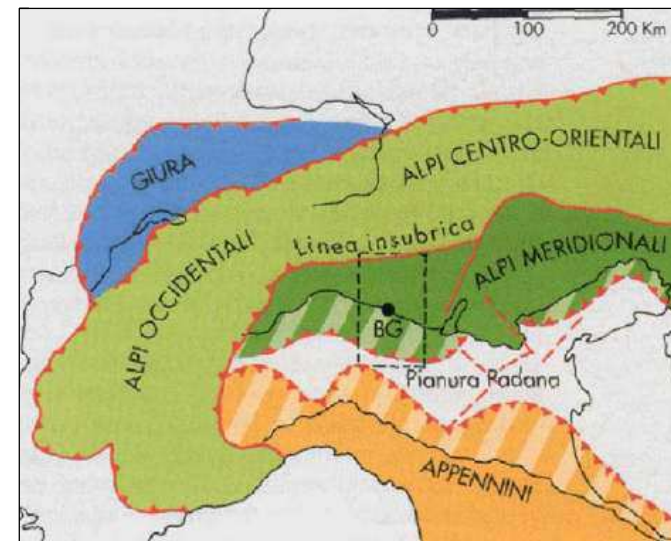 0 100 200 Km
GIURA
ALPI CENTRO-ORIENTALI
ALPI OCCIDENTALI
Linea insubrica
ALPI MERIDIONALI
BG
Pianura Padana
APPENNINI